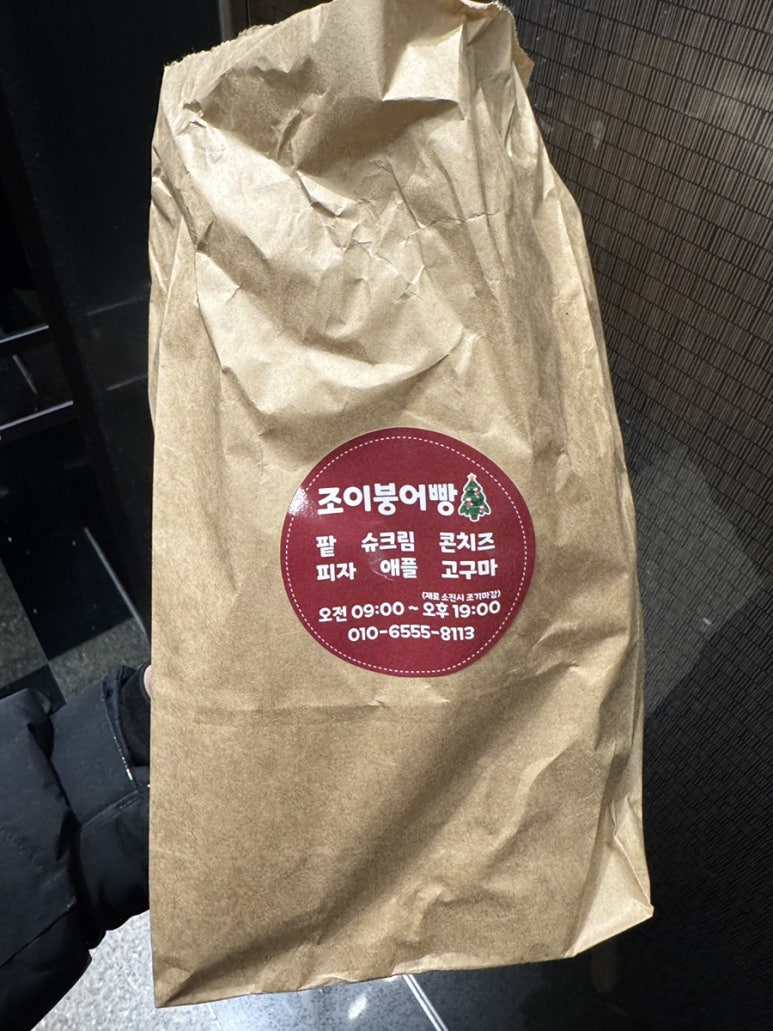 조이붕어빵
팥 슈크림 콘치즈
피자 애플 고구마
(재료 소진시 조기마감)
오전 09:00 ~ 오후 19:00
010-6555-8113